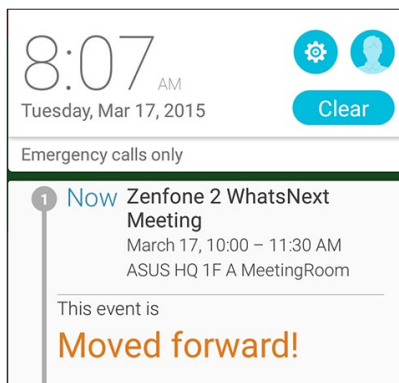 8:07 AM
Tuesday, Mar 17, 2015
Clear
Emergency calls only
1 Now Zenfone 2 WhatsNext
Meeting
March 17, 10:00 – 11:30 AM
ASUS HQ 1F A MeetingRoom
This event is
Moved forward!